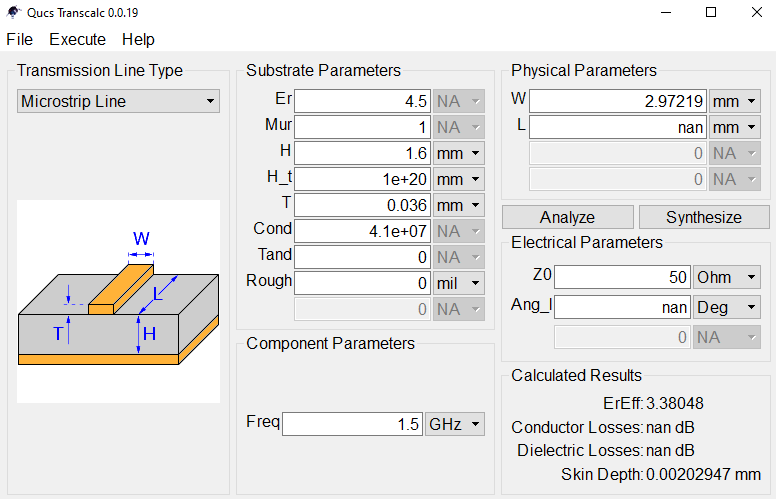 Qucs Transcalc 0.0.19
File Execute Help
Transmission Line Type
Microstrip Line
W
L
T
H
Substrate Parameters
Er 4.5 NA
Mur 1 NA
H 1.6 mm
H_t 1e+20 mm
T 0.036 mm
Cond 4.1e+07 NA
Tand 0 NA
Rough 0 mil
0 NA
Component Parameters
Freq 1.5 GHz
Physical Parameters
W 2.97219 mm
L nan mm
0 NA
0 NA
Analyze Synthesize
Electrical Parameters
Z0 50 Ohm
Ang_l nan Deg
0 NA
Calculated Results
ErEff: 3.38048
Conductor Losses: nan dB
Dielectric Losses: nan dB
Skin Depth: 0.00202947 mm